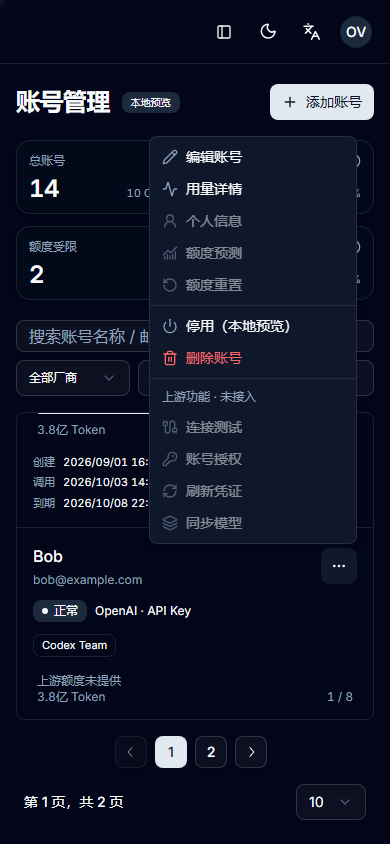 OV
账号管理
本地预览
添加账号
总账号
14
10
%
额度受限
2
%
搜索账号名称 / 
全部厂商
编辑账号
用量详情
个人信息
额度预测
额度重置
停用（本地预览）
删除账号
上游功能 · 未接入
连接测试
账号授权
刷新凭证
同步模型
3.8亿 Token
创建 2026/09/01 16:
调用 2026/10/03 14:
到期 2026/10/08 22:
Bob
bob@example.com
正常 OpenAI · API Key
Codex Team
上游额度未提供
3.8亿 Token
1 / 8
1 2
第 1 页，共 2 页
10